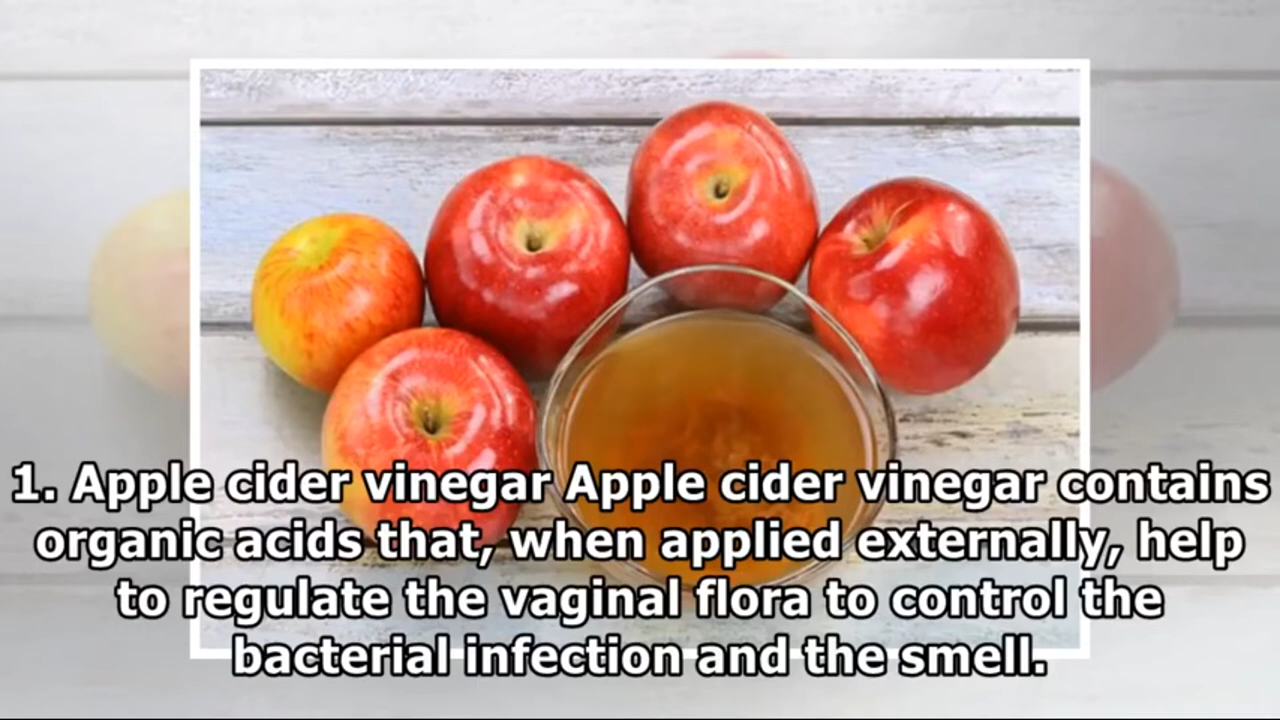 1. Apple cider vinegar Apple cider vinegar contains
organic acids that, when applied externally, help
to regulate the vaginal flora to control the
bacterial infection and the smell.